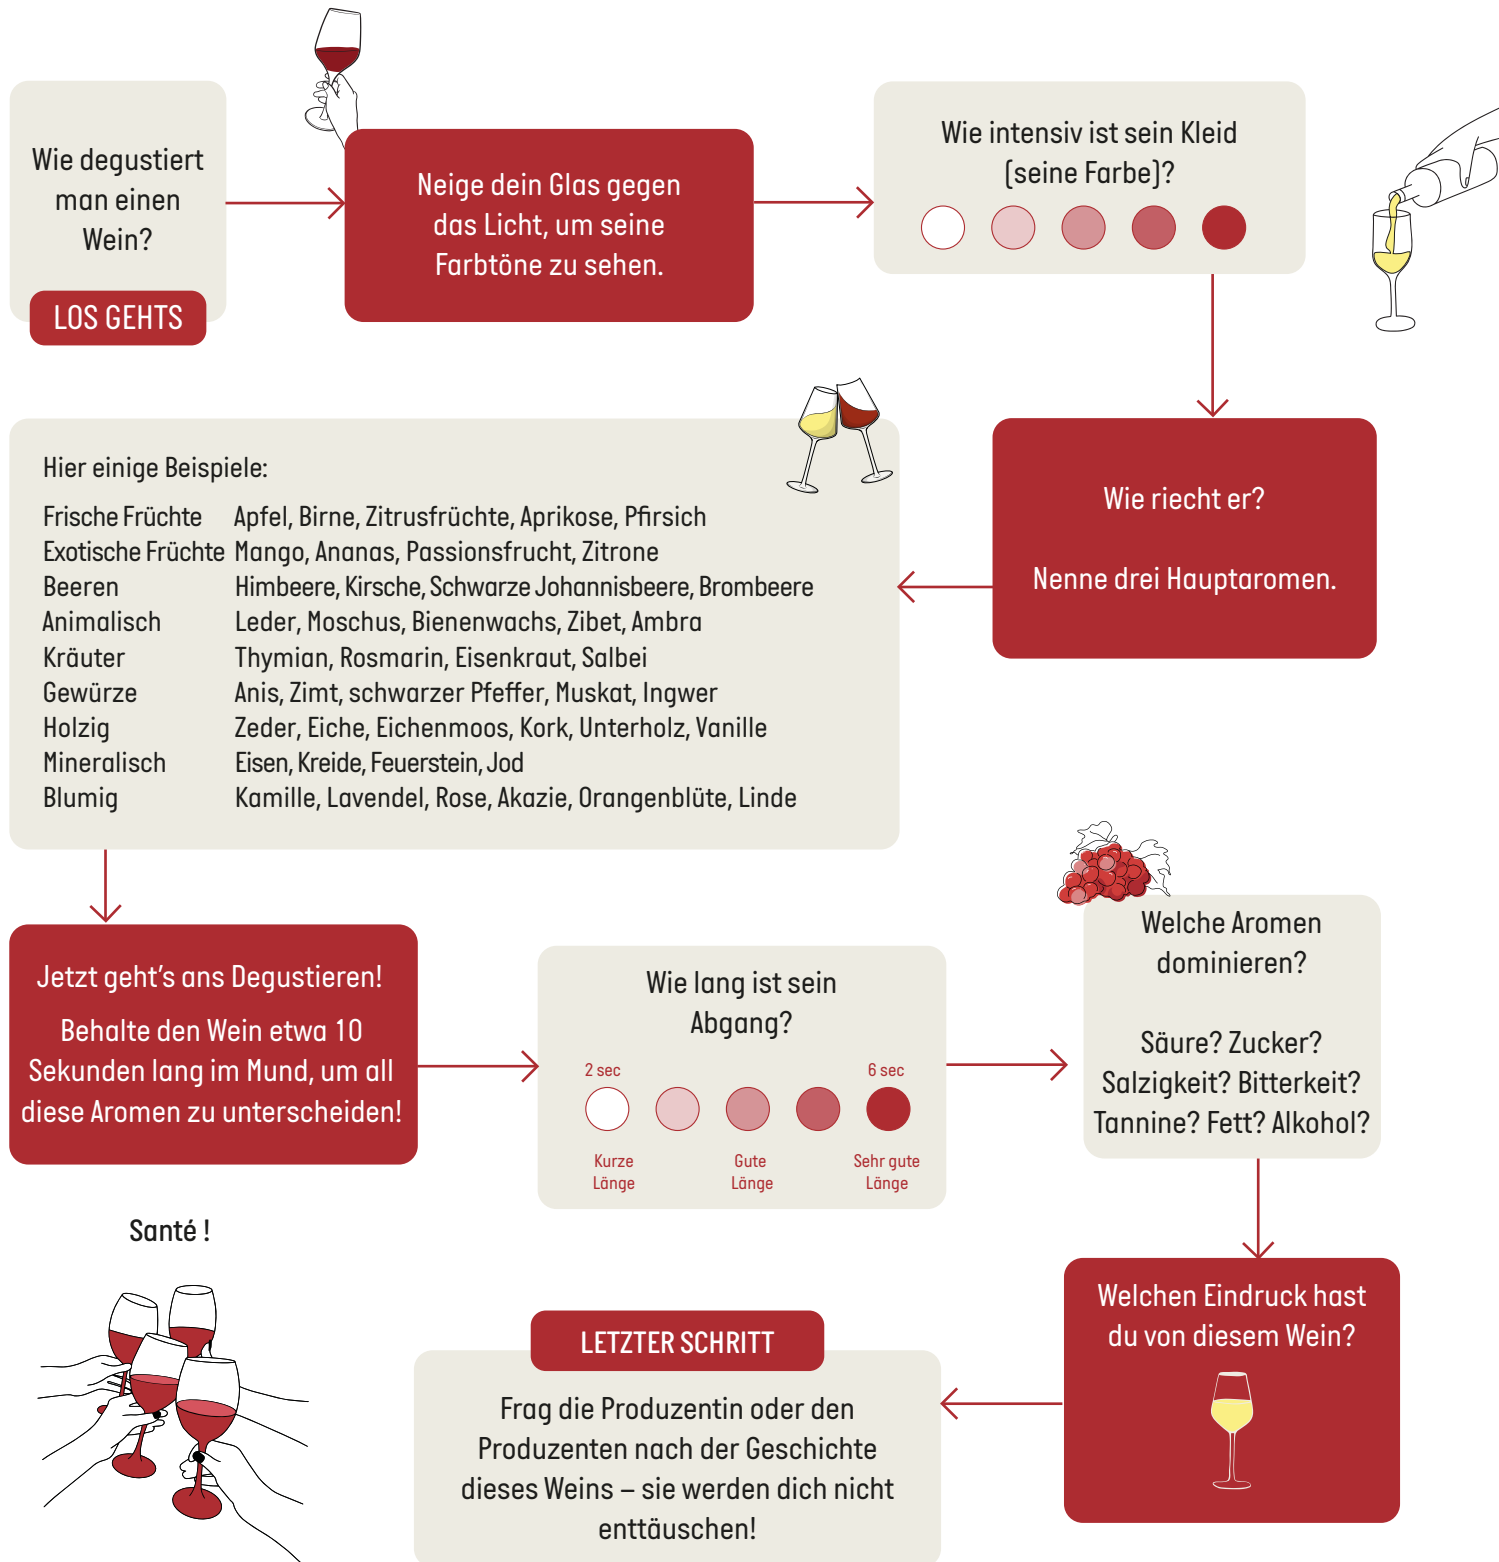 Wie degustiert
man einen
Wein?
LOS GEHTS
Neige dein Glas gegen
das Licht, um seine
Farbtöne zu sehen.
Wie intensiv ist sein Kleid
(seine Farbe)?
Wie riecht er?
Nenne drei Hauptaromen.
Hier einige Beispiele:
Frische Früchte Apfel, Birne, Zitrusfrüchte, Aprikose, Pfirsich
Exotische Früchte Mango, Ananas, Passionsfrucht, Zitrone
Beeren Himbeere, Kirsche, Schwarze Johannisbeere, Brombeere
Animalisch Leder, Moschus, Bienenwachs, Zibet, Ambra
Kräuter Thymian, Rosmarin, Eisenkraut, Salbei
Gewürze Anis, Zimt, schwarzer Pfeffer, Muskat, Ingwer
Holzig Zeder, Eiche, Eichenmoos, Kork, Unterholz, Vanille
Mineralisch Eisen, Kreide, Feuerstein, Jod
Blumig Kamille, Lavendel, Rose, Akazie, Orangenblüte, Linde
Jetzt geht's ans Degustieren!
Behalte den Wein etwa 10
Sekunden lang im Mund, um all
diese Aromen zu unterscheiden!
Wie lang ist sein
Abgang?
2 sec 6 sec
Kurze Gute Sehr gute
Länge Länge Länge
Welche Aromen
dominieren?
Säure? Zucker?
Salzigkeit? Bitterkeit?
Tannine? Fett? Alkohol?
Welchen Eindruck hast
du von diesem Wein?
LETZTER SCHRITT
Frag die Produzentin oder den
Produzenten nach der Geschichte
dieses Weins – sie werden dich nicht
enttäuschen!
Santé !